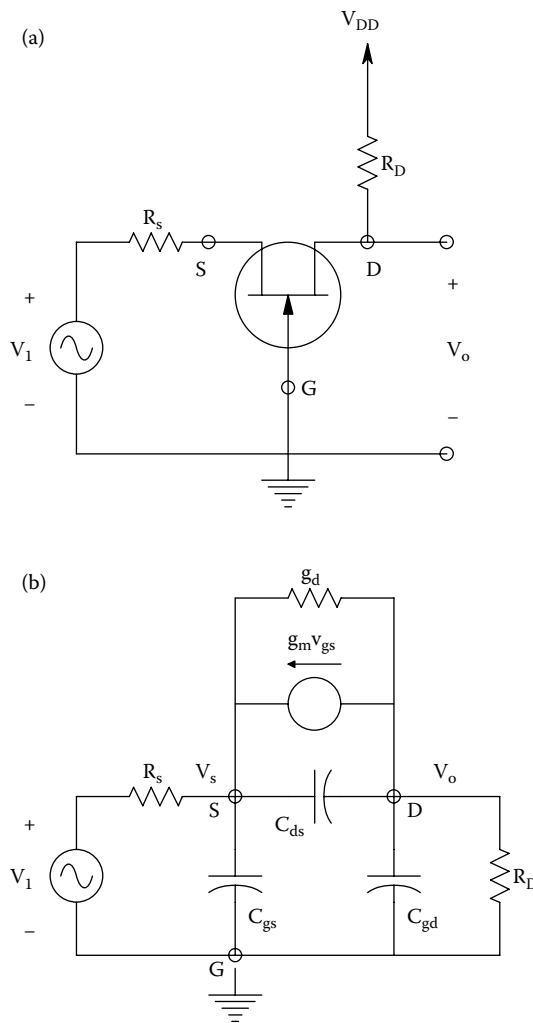 (a)
V_DD
R_D
R_s
S
D
+
+
V_1
V_o
−
G
−
(b)
g_d
g_m v_gs
R_s
V_s
V_o
S
D
+
C_ds
V_1
R_D
−
C_gs
C_gd
G